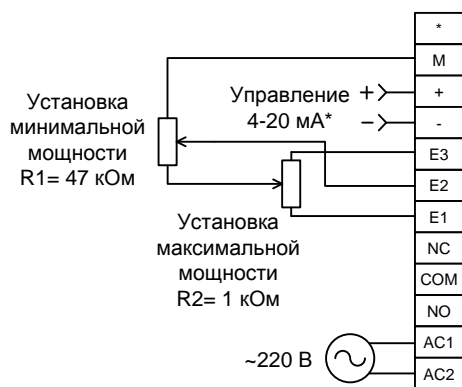 Установка
минимальной
мощности
R1= 47 кОм
Управление
4-20 мА*
+
−
Установка
максимальной
мощности
R2= 1 кОм
~220 В
*
M
+
-
E3
E2
E1
NC
COM
NO
AC1
AC2